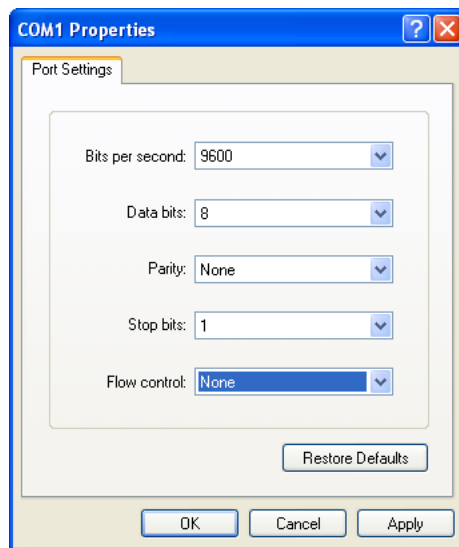 COM1 Properties
Port Settings
Bits per second: 9600
Data bits: 8
Parity: None
Stop bits: 1
Flow control: None
Restore Defaults
OK Cancel Apply